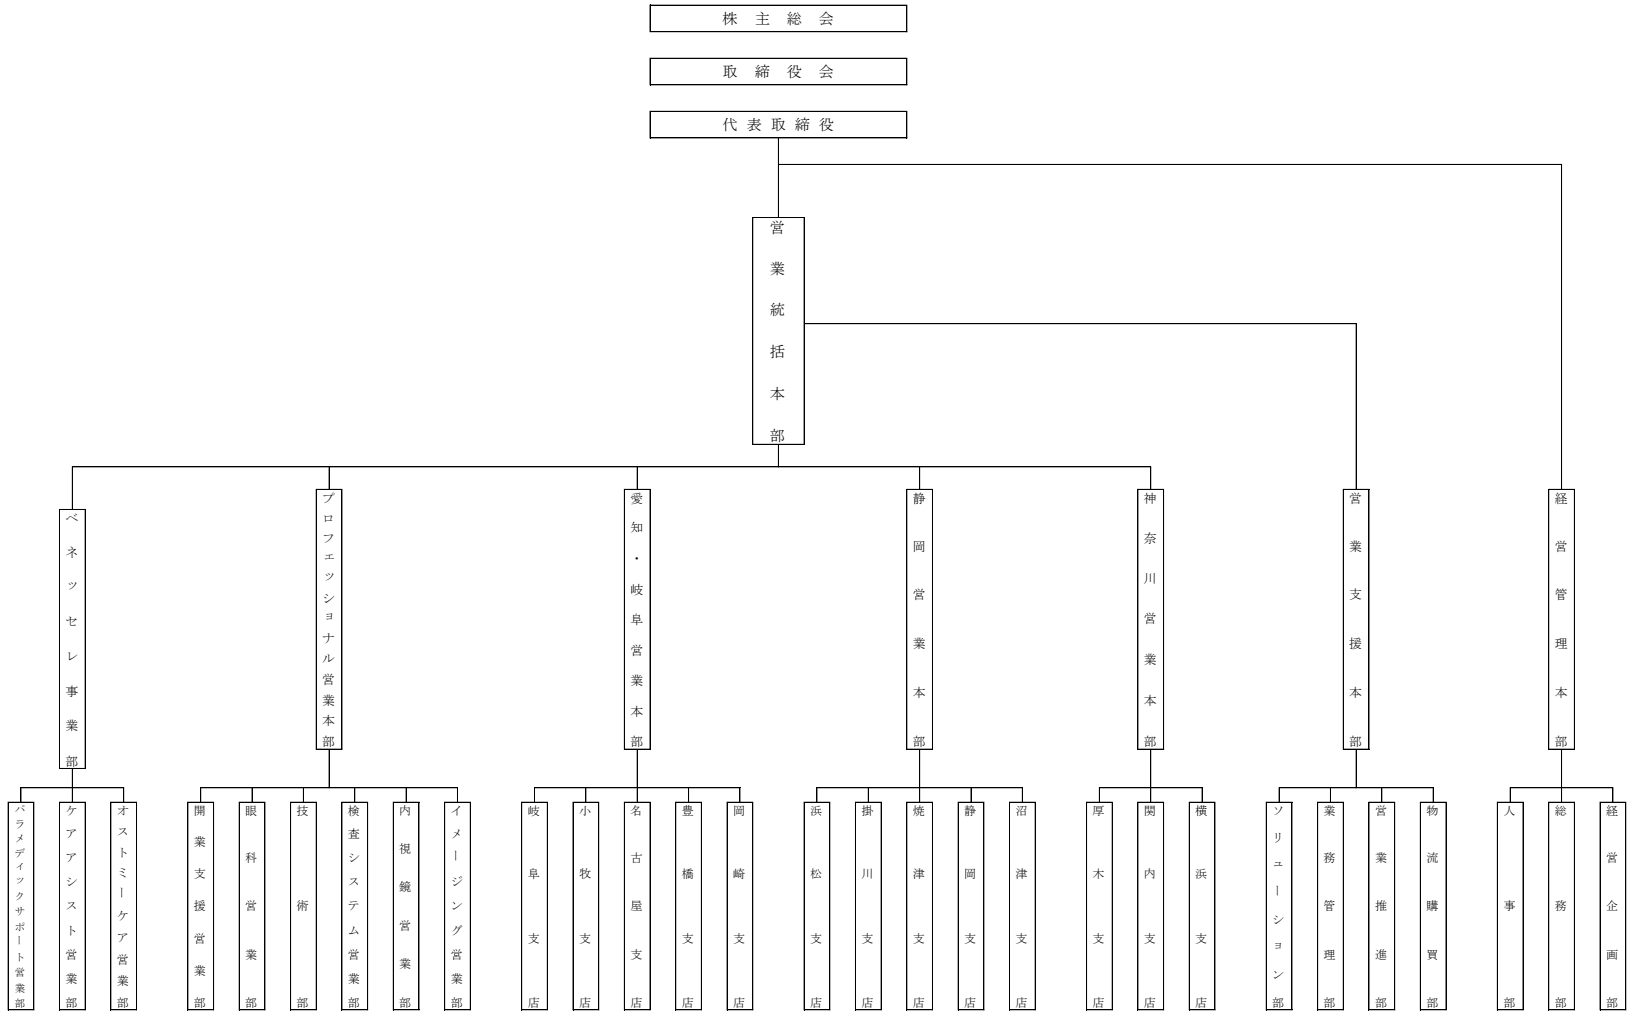 株主総会
取締役会
代表取締役
営業統括本部
ベネッセレ事業部
プロフェッショナル営業本部
愛知・岐阜営業本部
静岡営業本部
神奈川営業本部
営業支援本部
経営管理本部
パラメディックサポート営業部
ケアアシスト営業部
オストミーケア営業部
開業支援営業部
眼科営業部
技術部
検査システム営業部
内視鏡営業部
イメージング営業部
岐阜支店
小牧支店
名古屋支店
豊橋支店
岡崎支店
浜松支店
掛川支店
焼津支店
静岡支店
沼津支店
厚木支店
関内支店
横浜支店
ソリューション部
業務管理部
営業推進部
物流購買部
人事部
総務部
経営企画部